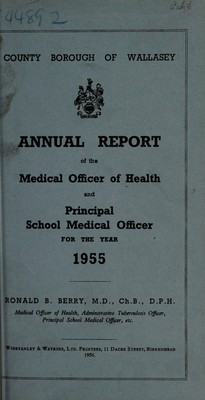 44892
COUNTY BOROUGH OF WALLASEY
ANNUAL REPORT
of the
Medical Officer of Health
and
Principal
School Medical Officer
FOR THE YEAR
1955
RONALD B. BERRY, M.D., Ch.B., D.P.H.
Medical Officer of Health, Administrative Tuberculosis Officer,
Principal School Medical Officer, etc.
LTD. PRINTERS, 11 DACRE STREET, BIRKENHEAD
1956.